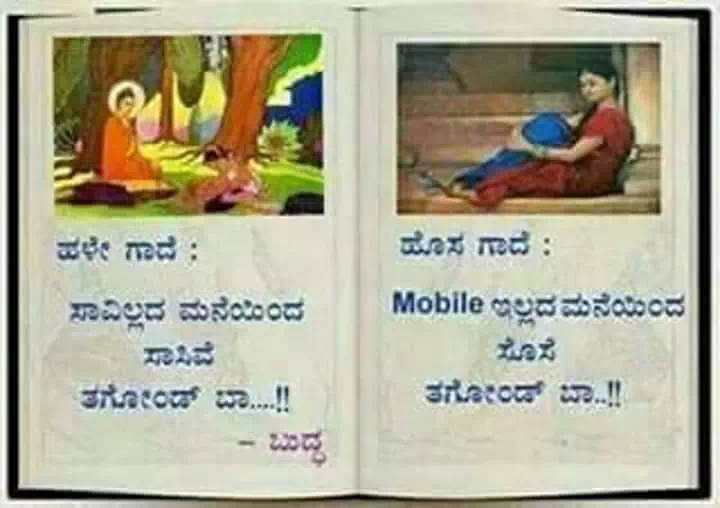 ಹಳೇ ಗಾದೆ :
ಸಾವಿಲ್ಲದ ಮನೆಯಿಂದ
ಸಾಸಿವೆ
ತಗೋಂಡ್ ಬಾ....!!
– ಬುದ್ಧ
ಹೊಸ ಗಾದೆ :
Mobile ಇಲ್ಲದ ಮನೆಯಿಂದ
ಸೊಸೆ
ತಗೋಂಡ್ ಬಾ..!!